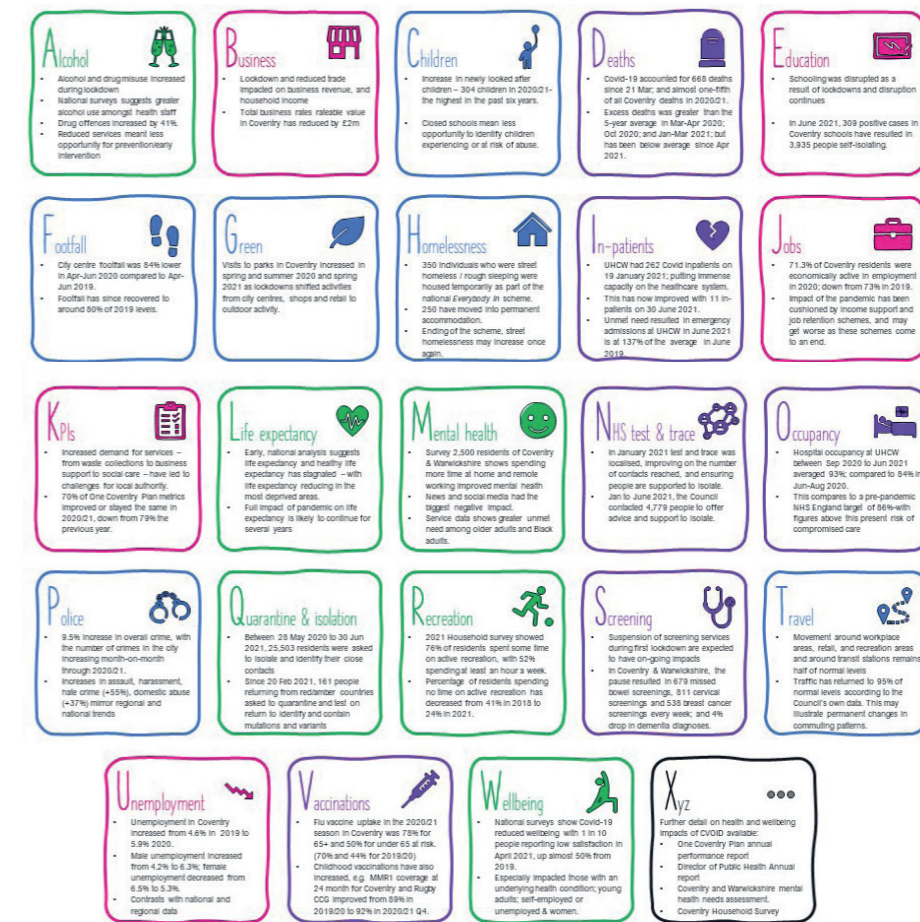 Alcohol
• Alcohol and drug misuse increased
during lockdown
• National surveys suggests greater
alcohol use amongst health staff
• Drug offences increased by 41%.
• Reduced services meant less
opportunity for prevention/early
intervention
Business
• Lockdown and reduced trade
impacted on business revenue, and
household income
• Total business rates rateable value
in Coventry has reduced by £2m
Children
• Increase in newly looked after
children – 304 children in 2020/21-
the highest in the past six years.
• Closed schools mean less
opportunity to identify children
experiencing or at risk of abuse.
Deaths
• Covid-19 accounted for 668 deaths
since 21 Mar; and almost one-fifth
of all Coventry deaths in 2020/21.
• Excess deaths was greater than the
5-year average in Mar-Apr 2020;
Oct 2020; and Jan-Mar 2021; but
has been below average since Apr
2021.
Education
• Schooling was disrupted as a
result of lockdowns and disruption
continues
• In June 2021, 309 positive cases in
Coventry schools have resulted in
3,935 people self-isolating.
Footfall
• City centre footfall was 84% lower
in Apr-Jun 2020 compared to Apr-
Jun 2019.
• Footfall has since recovered to
around 80% of 2019 levels.
Green
Visits to parks in Coventry increased in
spring and summer 2020 and spring
2021 as lockdowns shifted activities
from city centres, shops and retail to
outdoor activity.
Homelessness
• 350 individuals who were street
homeless / rough sleeping were
housed temporarily as part of the
national Everybody In scheme.
• 250 have moved into permanent
accommodation.
• Ending of the scheme, street
homelessness may increase once
again.
In-patients
• UHCW had 262 Covid Inpatients on
19 January 2021; putting immense
capacity on the healthcare system.
• This has now improved with 11 in-
patients on 30 June 2021.
• Unmet need resulted in emergency
admissions at UHCW in June 2021
is at 137% of the average in June
2019.
Jobs
• 71.3% of Coventry residents were
economically active in employment
in 2020; down from 73% in 2019.
• Impact of the pandemic has been
cushioned by income support and
job retention schemes, and may
get worse as these schemes come
to an end.
KPIs
• Increased demand for services –
from waste collections to business
support to social care – have led to
challenges for local authority.
• 70% of One Coventry Plan metrics
improved or stayed the same in
2020/21, down from 79% the
previous year.
Life expectancy
• Early, national analysis suggests
life expectancy and healthy life
expectancy has stagnated – with
life expectancy reducing in the
most deprived areas.
• Full impact of pandemic on life
expectancy is likely to continue for
several years
Mental health
• Survey 2,500 residents of Coventry
& Warwickshire shows spending
more time at home and remote
working improved mental health
• News and social media had the
biggest negative impact.
• Service data shows greater unmet
need among older adults and Black
adults.
NHS test & trace
• In January 2021 test and trace was
localised, improving on the number
of contacts reached, and ensuring
people are supported to isolate.
• Jan to June 2021, the Council
contacted 4,779 people to offer
advice and support to isolate.
Occupancy
• Hospital occupancy at UHCW
between Sep 2020 to Jun 2021
averaged 93%; compared to 84% in
Jun-Aug 2020.
• This compares to a pre-pandemic
NHS England target of 86%-with
figures above this present risk of
compromised care
Police
• 9.5% increase in overall crime, with
the number of crimes in the city
increasing month-on-month
through 2020/21.
• Increases in assault, harassment,
hate crime (+55%), domestic abuse
(+37%) mirror regional and
national trends
Quarantine & isolation
• Between 28 May 2020 to 30 Jun
2021, 25,503 residents were asked
to isolate and identify their close
contacts
• Since 20 Feb 2021, 161 people
returning from red/amber countries
asked to quarantine and test on
return to identify and contain
mutations and variants
Recreation
• 2021 Household survey showed
76% of residents spent some time
on active recreation, with 52%
spending at least an hour a week.
• Percentage of residents spending
no time on active recreation has
decreased from 41% in 2018 to
24% in 2021.
Screening
• Suspension of screening services
during first lockdown are expected
to have on-going impacts
• In Coventry & Warwickshire, the
pause resulted in 679 missed
bowel screenings, 811 cervical
screenings and 538 breast cancer
screenings every week; and 4%
drop in dementia diagnoses.
Travel
• Movement around workplace
areas, retail, and recreation areas
and around transit stations remains
half of normal levels
• Traffic has returned to 95% of
normal levels according to the
Council's own data. This may
illustrate permanent changes in
commuting patterns.
Unemployment
• Unemployment in Coventry
increased from 4.6% in 2019 to
5.9% 2020.
• Male unemployment increased
from 4.2% to 6.3%; female
unemployment decreased from
6.5% to 5.3%.
• Contrasts with national and
regional data
Vaccinations
• Flu vaccine uptake in the 2020/21
season in Coventry was 78% for
65+ and 50% for under 65 at risk.
(70% and 44% for 2019/20)
• Childhood vaccinations have also
increased, e.g. MMR1 coverage at
24 month for Coventry and Rugby
CCG improved from 89% in
2019/20 to 92% in 2020/21 Q4.
Wellbeing
• National surveys show Covid-19
reduced wellbeing with 1 in 10
people reporting low satisfaction in
April 2021, up almost 50% from
2019.
• Especially impacted those with an
underlying health condition; young
adults; self-employed or
unemployed & women.
Xyz
Further detail on health and wellbeing
impacts of CVOID available:
• One Coventry Plan annual
performance report
• Director of Public Health Annual
report
• Coventry and Warwickshire mental
health needs assessment.
• Coventry Household Survey